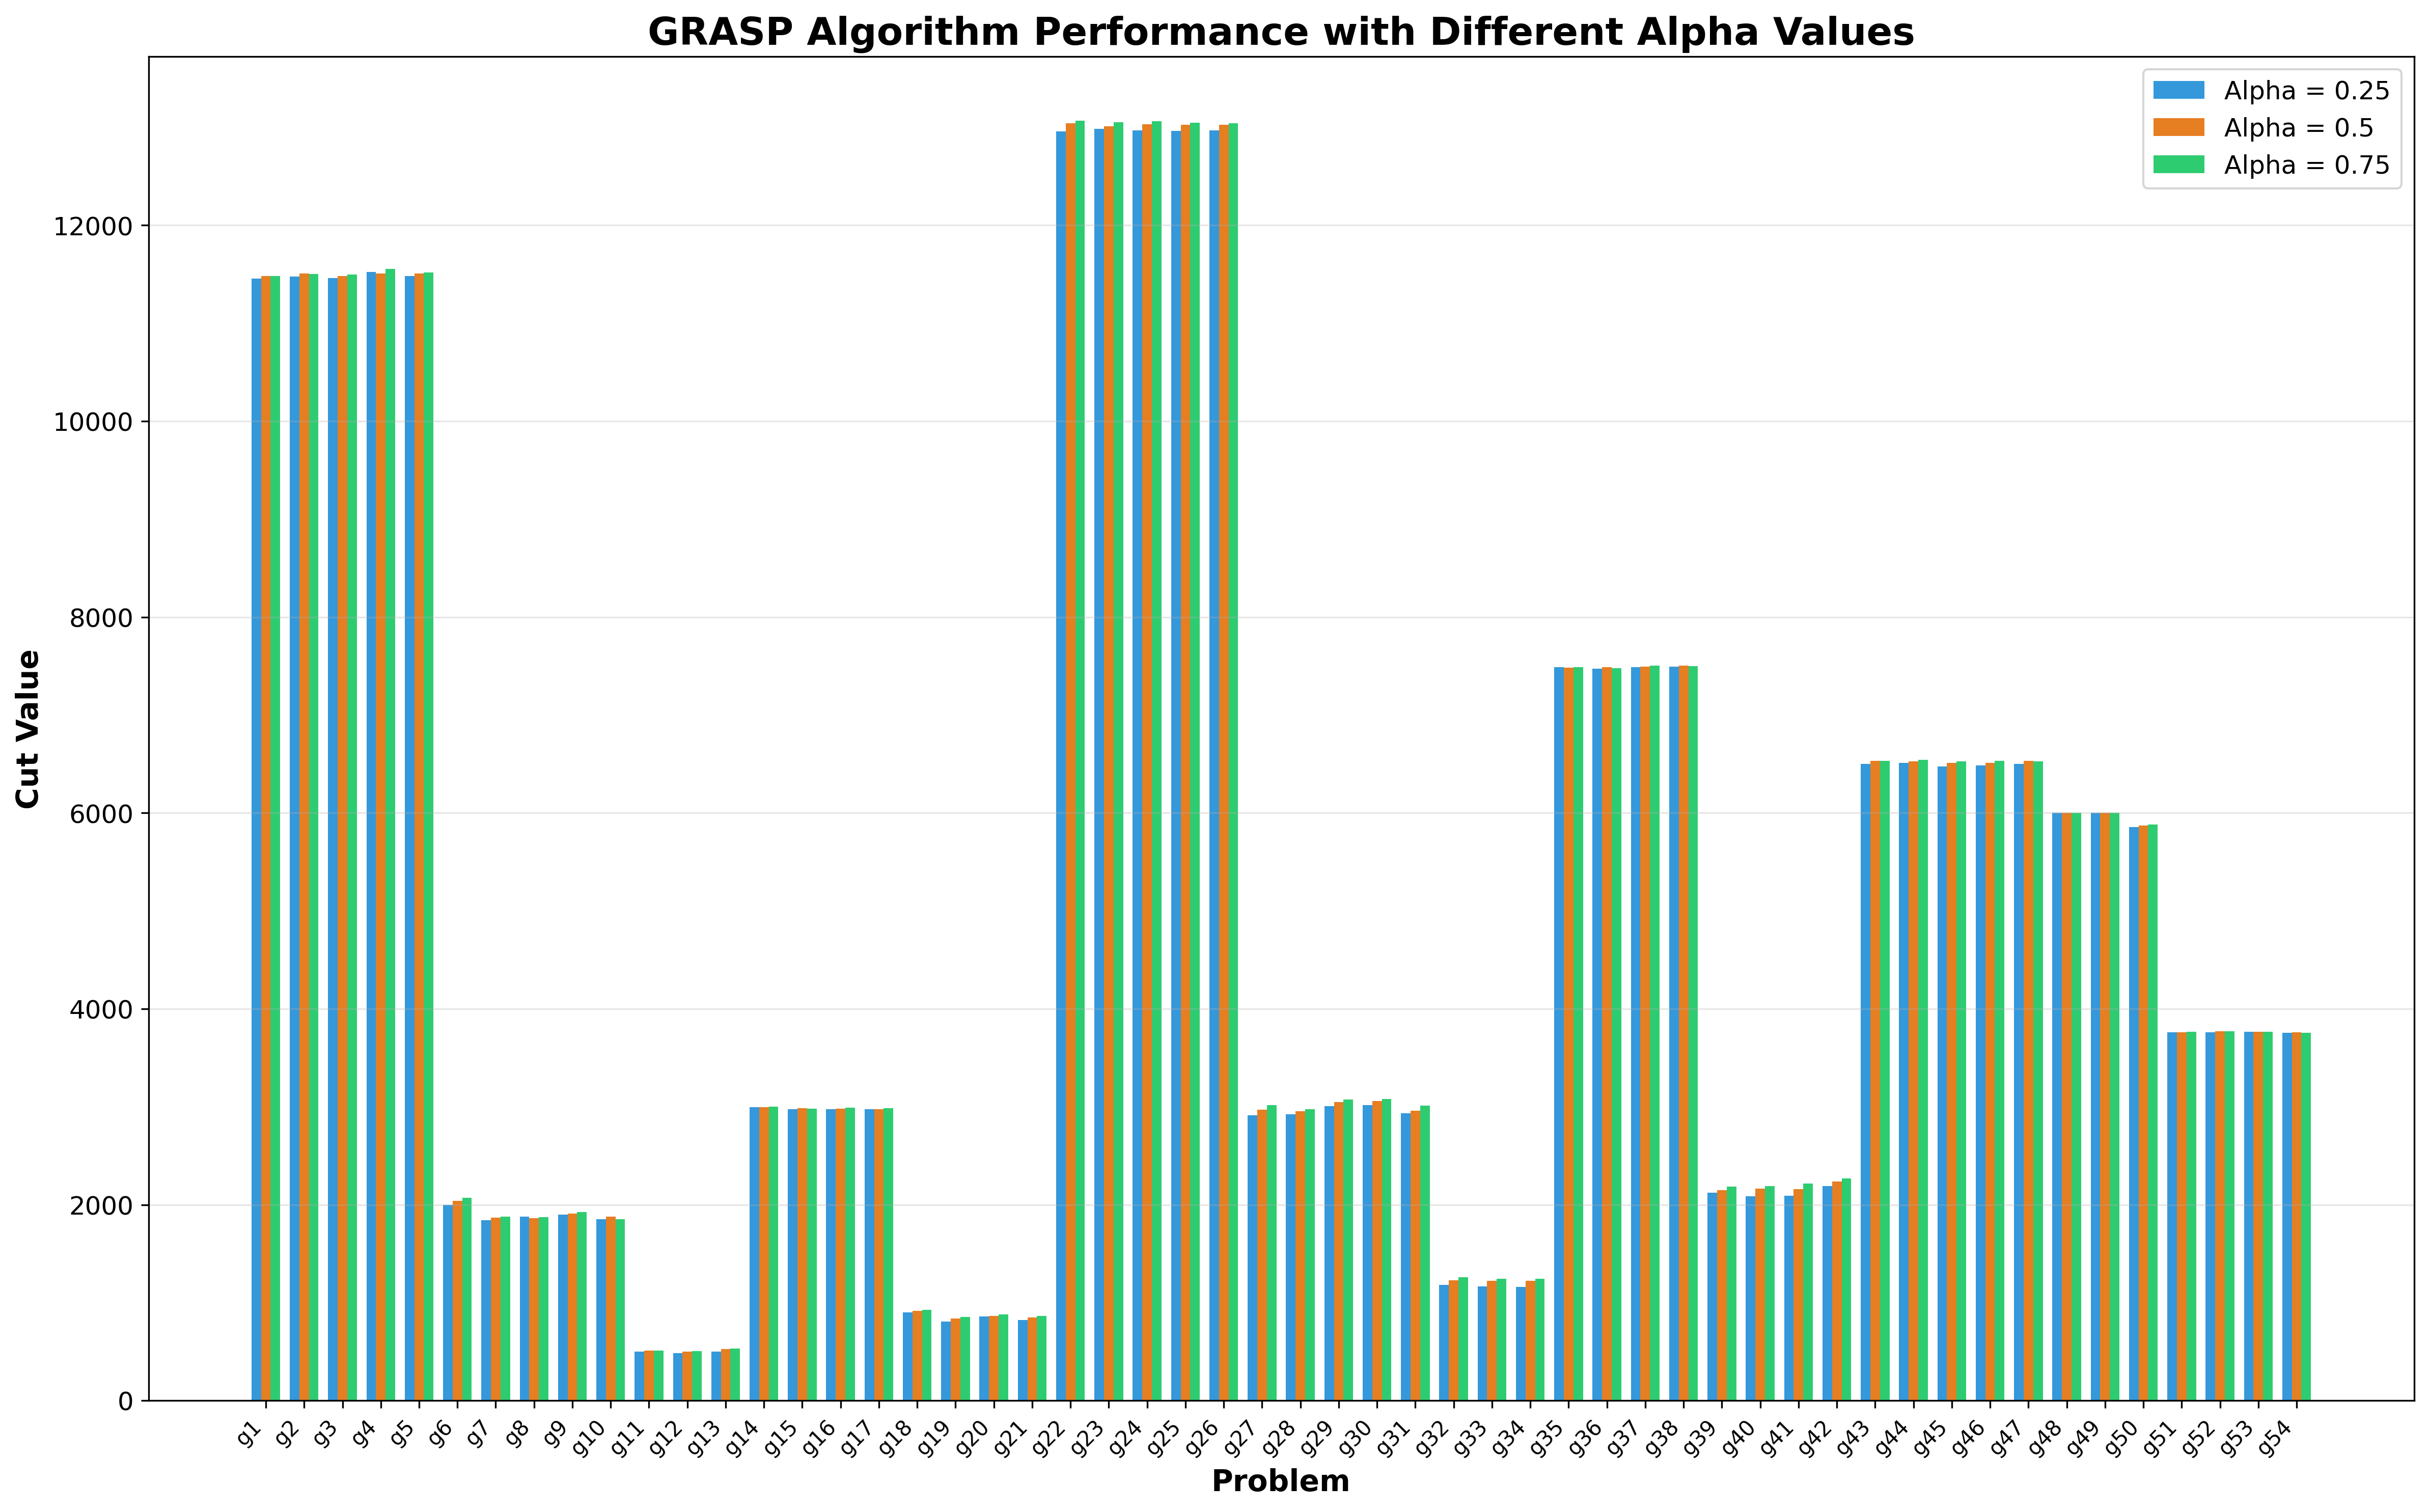 GRASP Algorithm Performance with Different Alpha Values
Alpha = 0.25
Alpha = 0.5
Alpha = 0.75
Cut Value
12000
10000
8000
6000
4000
2000
0
g1 g2 g3 g4 g5 g6 g7 g8 g9 g10 g11 g12 g13 g14 g15 g16 g17 g18 g19 g20 g21 g22 g23 g24 g25 g26 g27 g28 g29 g30 g31 g32 g33 g34 g35 g36 g37 g38 g39 g40 g41 g42 g43 g44 g45 g46 g47 g48 g49 g50 g51 g52 g53 g54
Problem